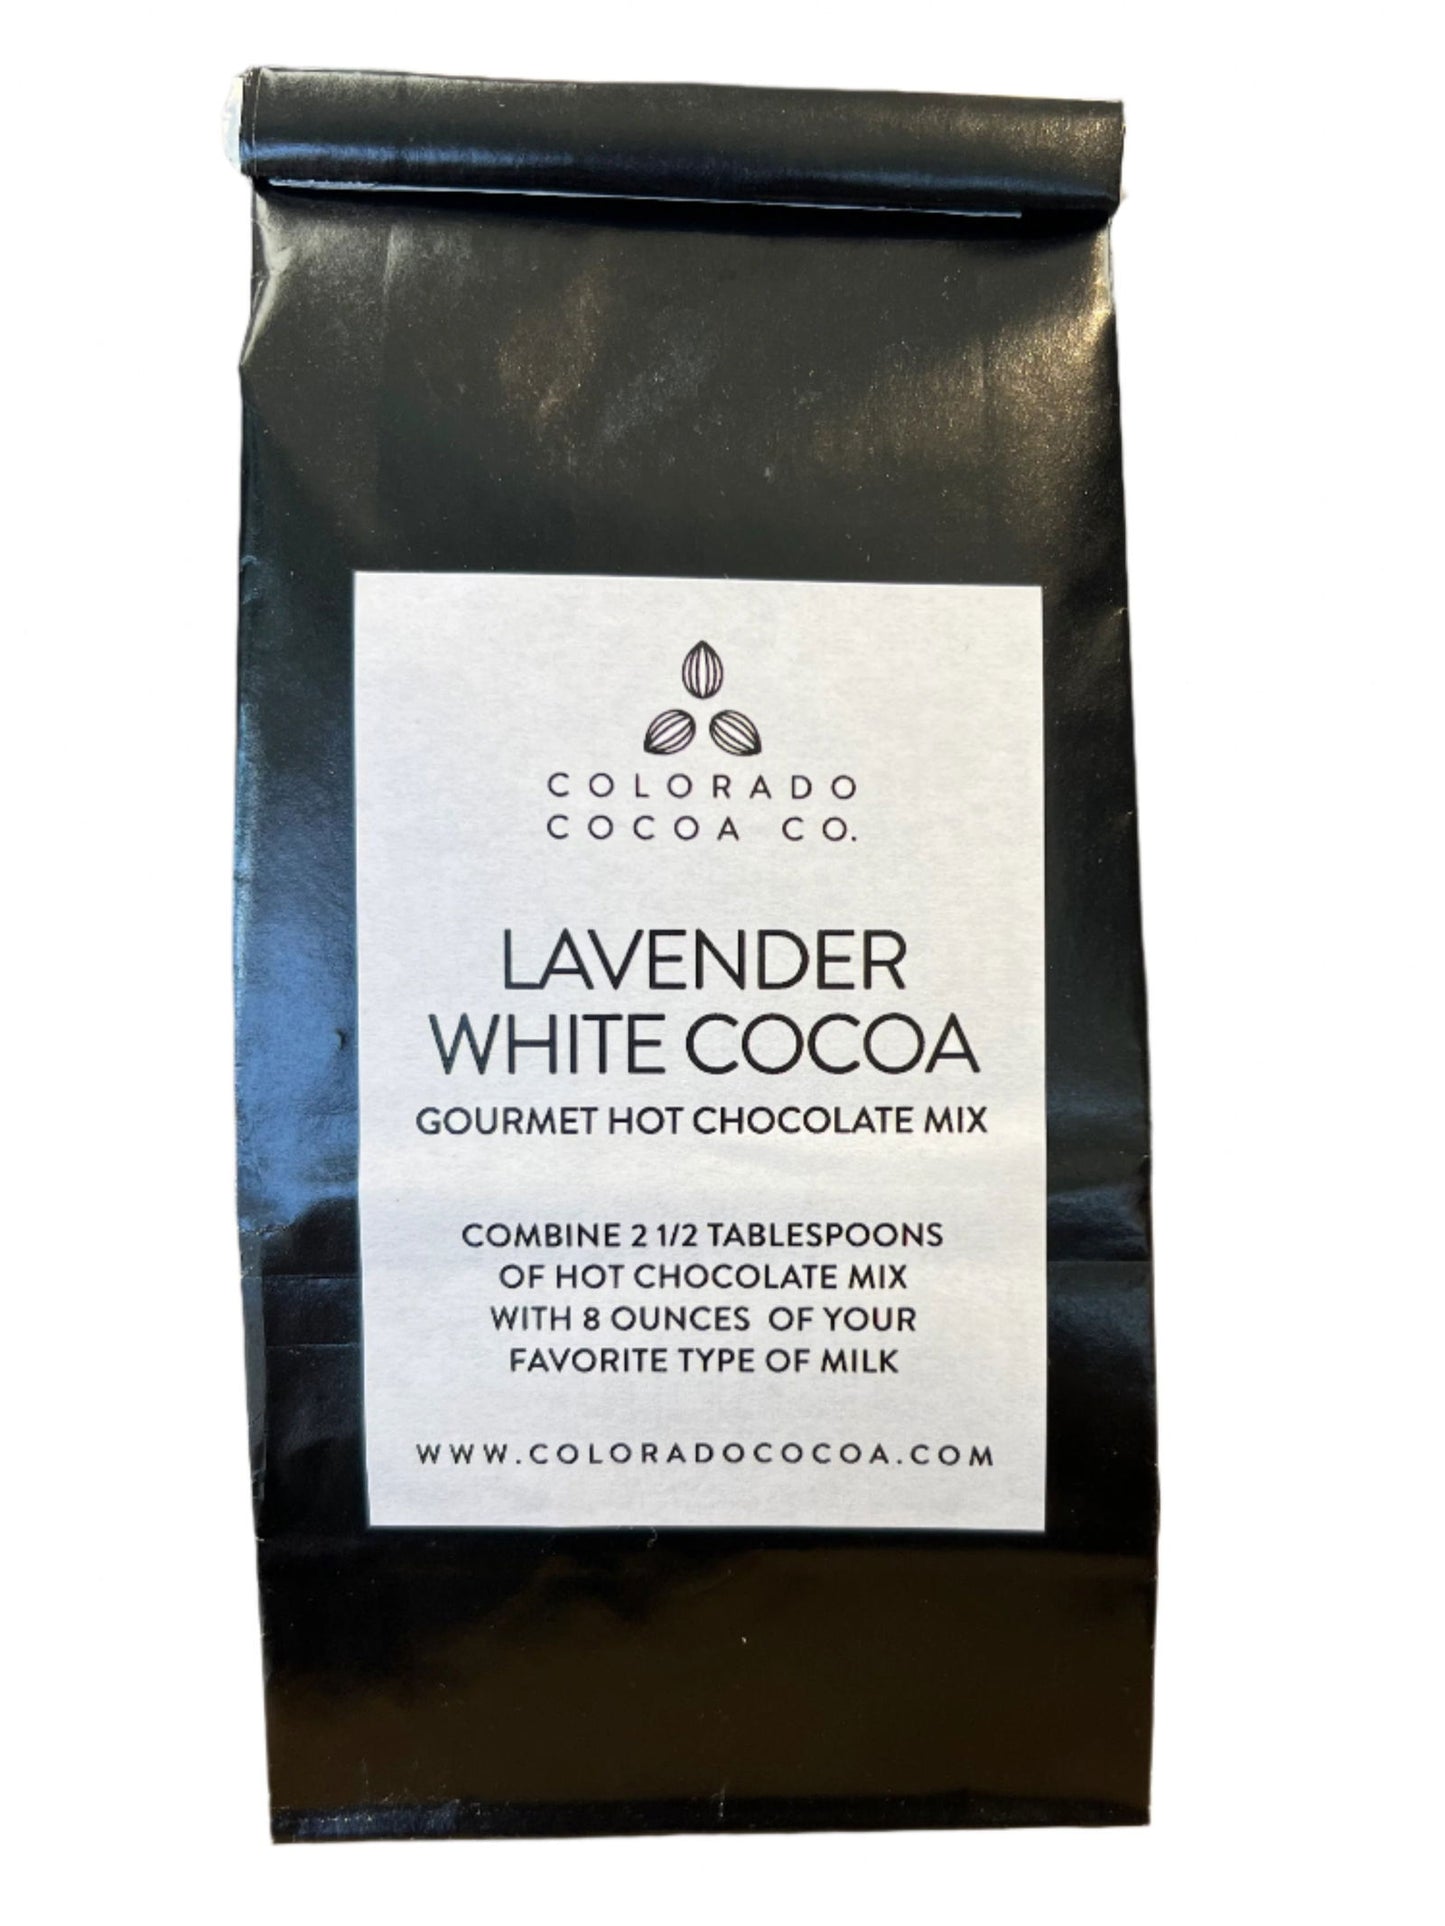 COLORADO
COCOA CO.
LAVENDER
WHITE COCOA
GOURMET HOT CHOCOLATE MIX
COMBINE 2 1/2 TABLESPOONS
OF HOT CHOCOLATE MIX
WITH 8 OUNCES OF YOUR
FAVORITE TYPE OF MILK
WWW.COLORADOCOCOA.COM